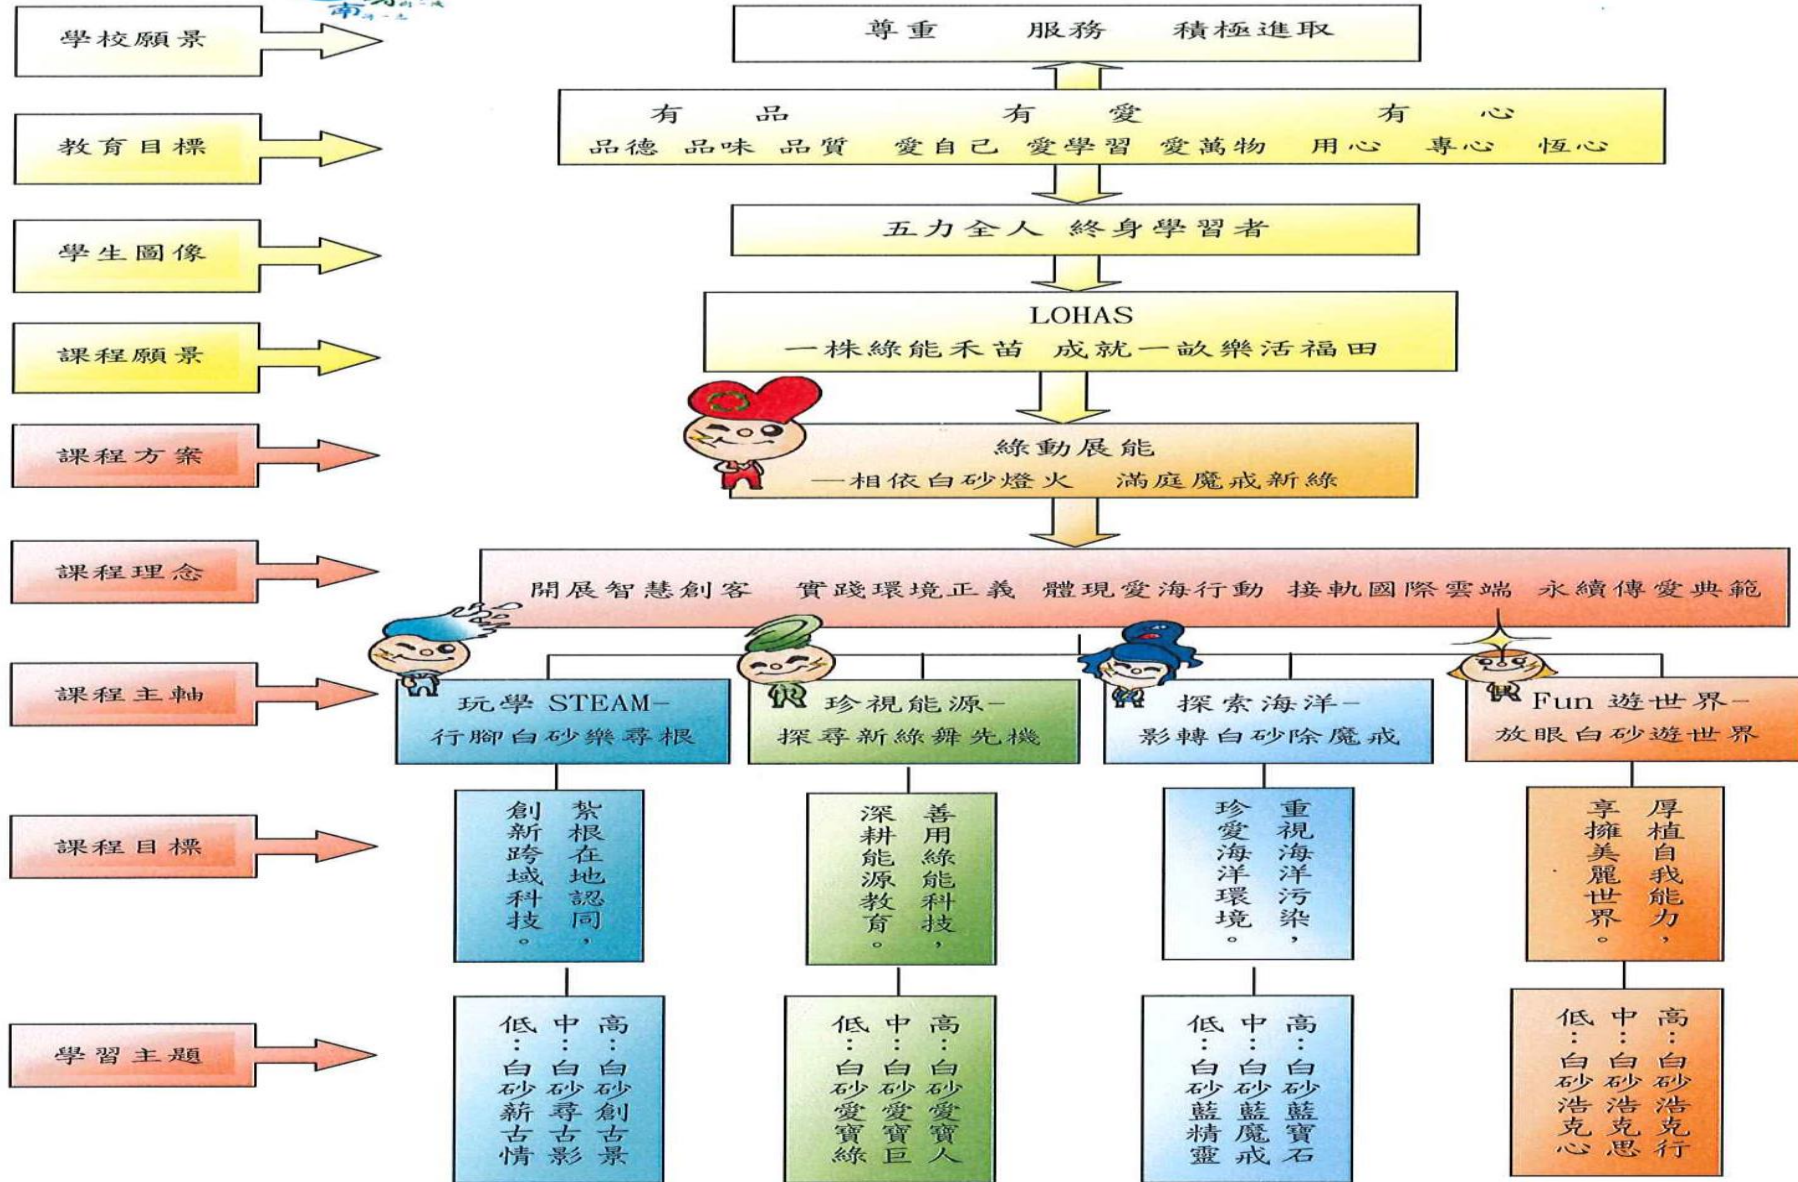 南
學校願景
尊重 服務 積極進取
教育目標
有品 有愛 有心
品德 品味 品質 愛自己 愛學習 愛萬物 用心 專心 恆心
學生圖像
五力全人 終身學習者
課程願景
LOHAS
一株綠能禾苗 成就一畝樂活福田
課程方案
綠動展能
—相依白砂燈火 滿庭魔戒新綠
課程理念
開展智慧創客 實踐環境正義 體現愛海行動 接軌國際雲端 永續傳愛典範
課程主軸
玩學 STEAM-
行腳白砂樂尋根
珍視能源-
探尋新綠舞先機
探索海洋-
影轉白砂除魔戒
Fun 遊世界-
放眼白砂遊世界
課程目標
紮根在地認同，
創新跨域科技。
善用綠能科技，
深耕能源教育。
重視海洋污染，
珍愛海洋環境。
厚植自我能力，
享擁美麗世界。
學習主題
高：白砂創古景
中：白砂尋古影
低：白砂薪古情
高：白砂愛寶人
中：白砂愛寶巨
低：白砂愛寶綠
高：白砂藍寶石
中：白砂藍魔戒
低：白砂藍精靈
高：白砂浩克行
中：白砂浩克思
低：白砂浩克心